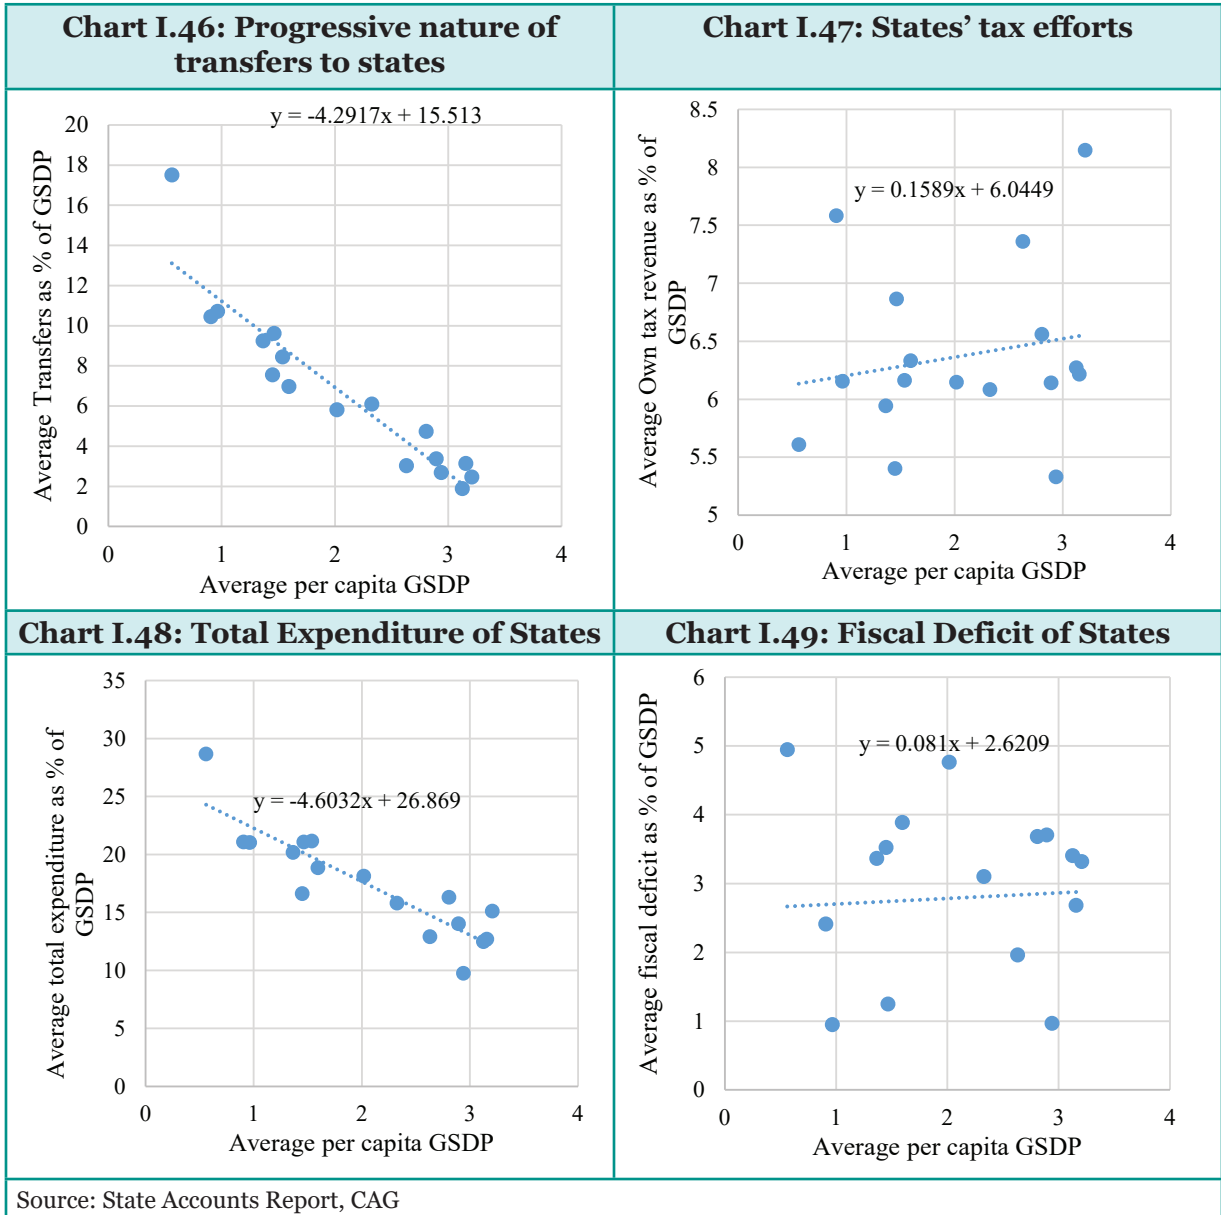 Chart I.46: Progressive nature of
transfers to states
y = -4.2917x + 15.513
Average Transfers as % of GSDP
20
18
16
14
12
10
8
6
4
2
0
0 1 2 3 4
Average per capita GSDP
Chart I.47: States’ tax efforts
y = 0.1589x + 6.0449
Average Own tax revenue as % of
GSDP
8.5
8
7.5
7
6.5
6
5.5
5
0 1 2 3 4
Average per capita GSDP
Chart I.48: Total Expenditure of States
y = -4.6032x + 26.869
Average total expenditure as % of
GSDP
35
30
25
20
15
10
5
0
0 1 2 3 4
Average per capita GSDP
Chart I.49: Fiscal Deficit of States
y = 0.081x + 2.6209
Average fiscal deficit as % of GSDP
6
5
4
3
2
1
0
0 1 2 3 4
Average per capita GSDP
Source: State Accounts Report, CAG